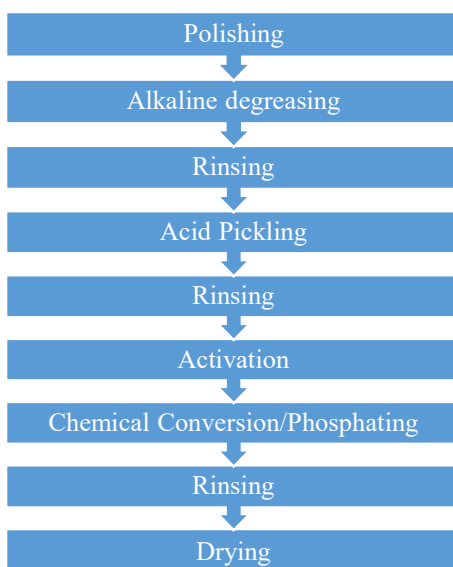 Polishing
Alkaline degreasing
Rinsing
Acid Pickling
Rinsing
Activation
Chemical Conversion/Phosphating
Rinsing
Drying